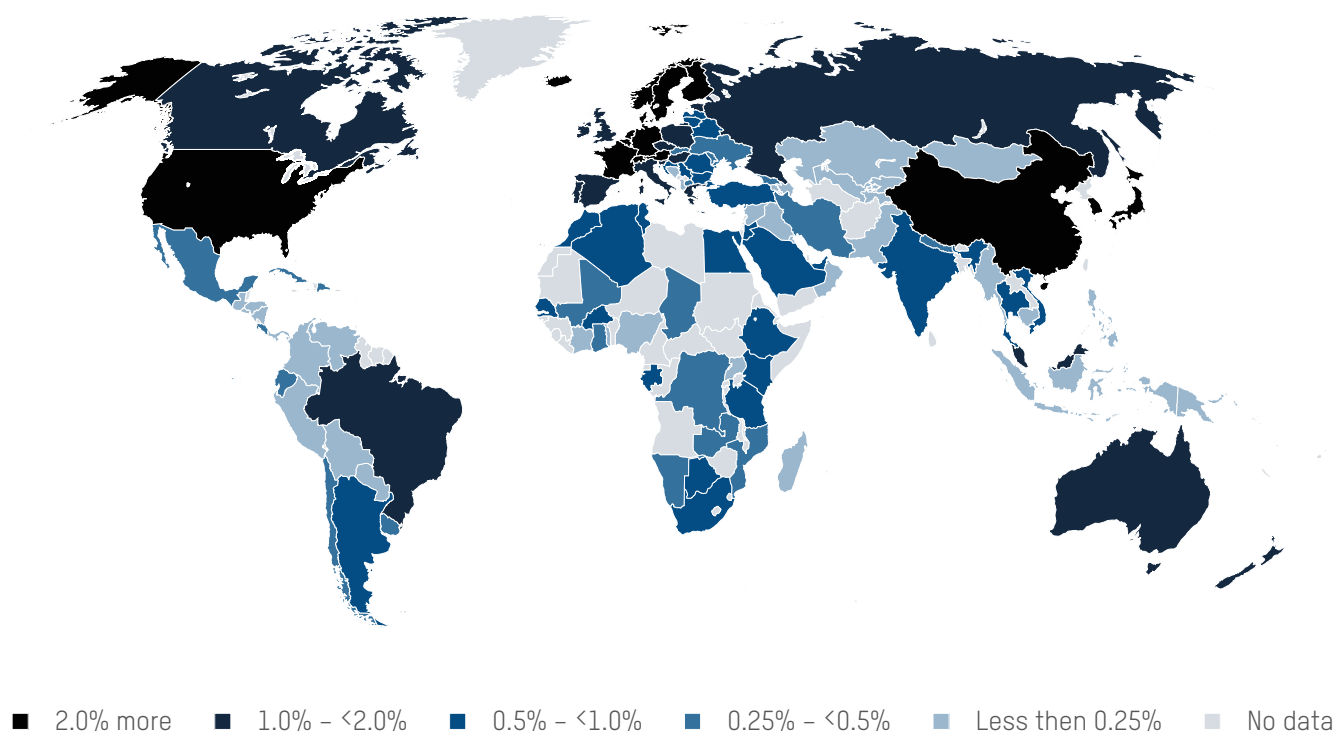 2.0% more 1.0% – <2.0% 0.5% – <1.0% 0.25% – <0.5% Less then 0.25% No data